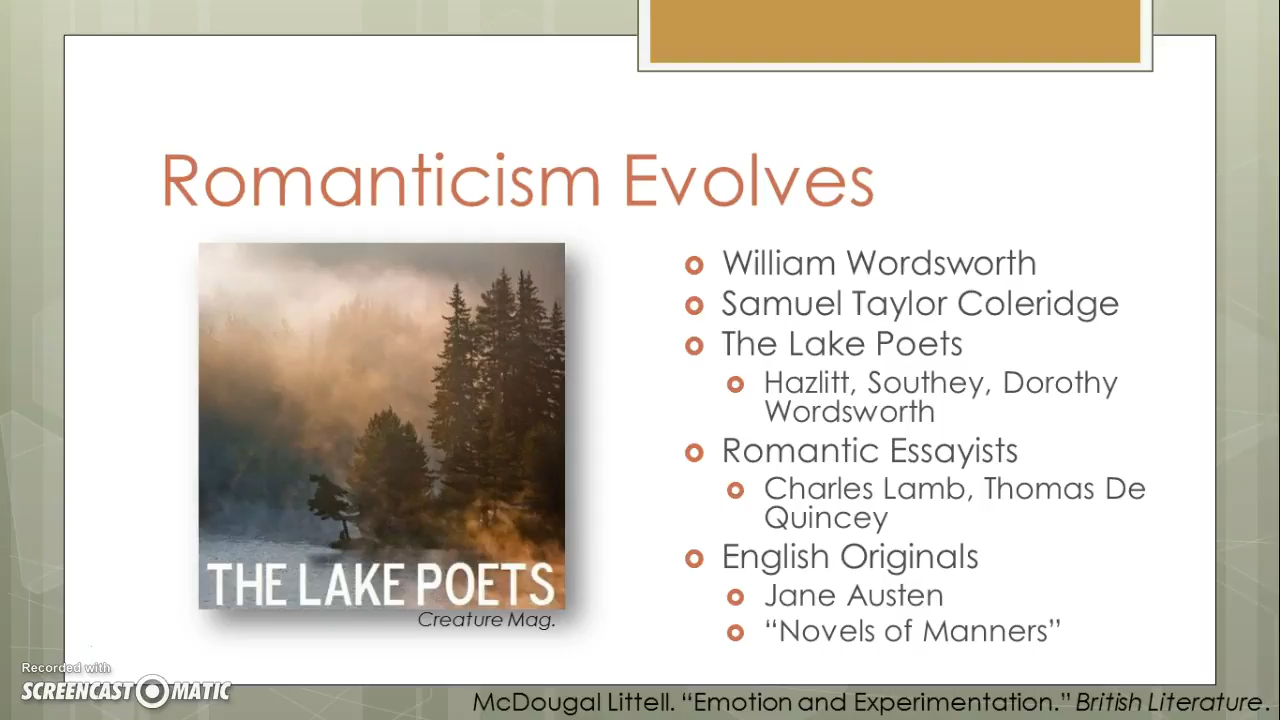 Romanticism Evolves
THE LAKE POETS
Creature Mag.
William Wordsworth
Samuel Taylor Coleridge
The Lake Poets
Hazlitt, Southey, Dorothy
Wordsworth
Romantic Essayists
Charles Lamb, Thomas De
Quincey
English Originals
Jane Austen
“Novels of Manners”
Recorded with
SCREENCAST MATIC
McDougal Littell. “Emotion and Experimentation.” British Literature.